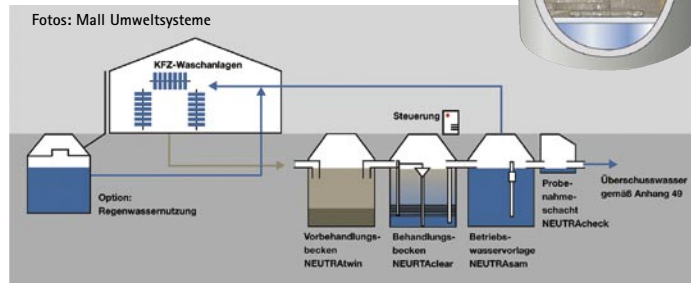 Fotos: Mall Umweltsysteme
KFZ-Waschanlagen
Steuerung
Option:
Regenwassernutzung
Vorbehandlungs-
becken
NEUTRAtwin
Behandlungs-
becken
NEURTAclear
Betriebs-
wasservorlage
NEUTRAsam
Probe-
nahme-
schacht
NEUTRAcheck
Überschusswasser
gemäß Anhang 49